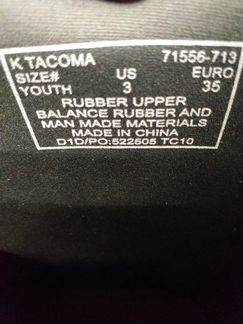 K TACOMA 71556-713
SIZE# US EURO
YOUTH 3 35
RUBBER UPPER
BALANCE RUBBER AND
MAN MADE MATERIALS
MADE IN CHINA
D1D/PO:522505 TC10